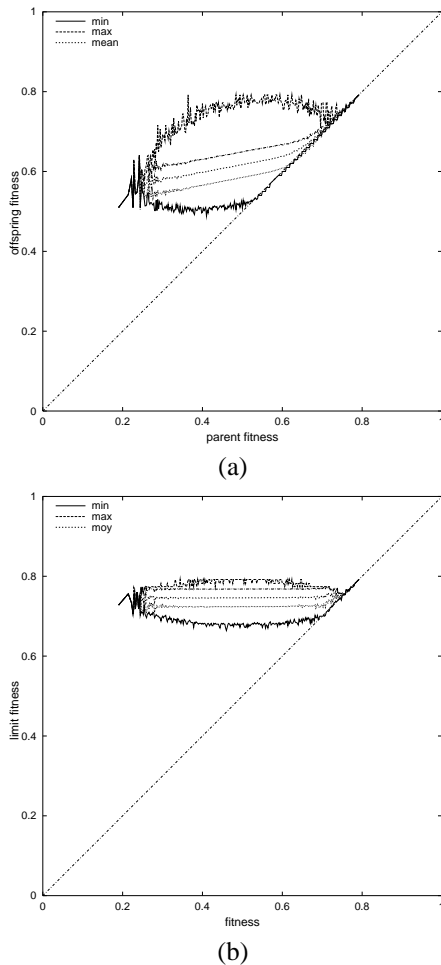 min
max
mean
1
0.8
0.6
0.4
0.2
0
offspring fitness
0 0.2 0.4 0.6 0.8 1
parent fitness
(a)
min
max
moy
1
0.8
0.6
0.4
0.2
0
limit fitness
0 0.2 0.4 0.6 0.8 1
fitness
(b)